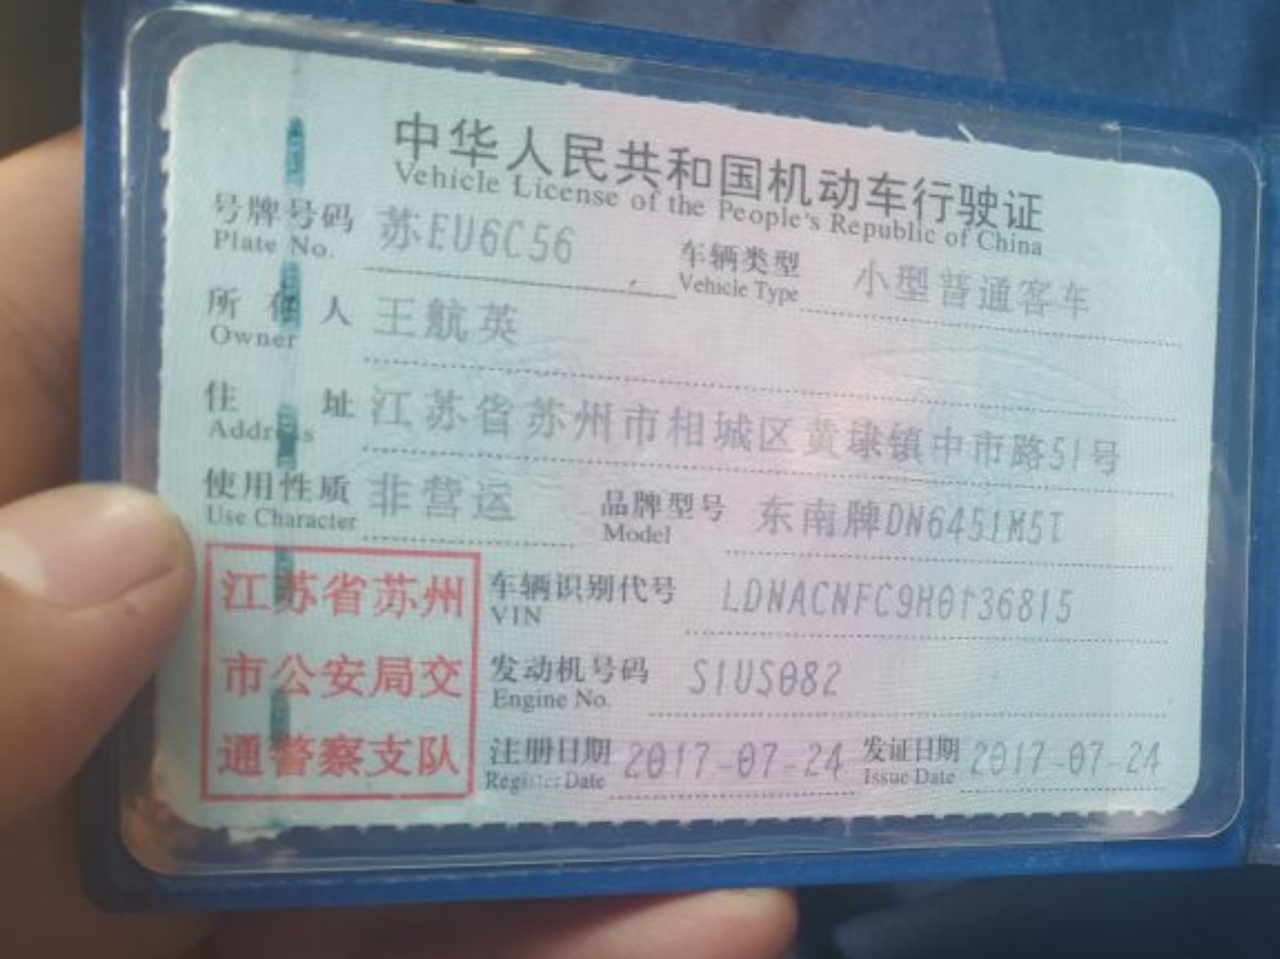 中华人民共和国机动车行驶证
Vehicle License of the People's Republic of China
号牌号码 苏EU6C56 车辆类型 小型普通客车
Plate No. Vehicle Type
所有人 王航英
Owner
住址 江苏省苏州市相城区黄埭镇中市路51号
Address
使用性质 非营运 品牌型号 东南牌DN6451M5T
Use Character Model
江苏省苏州
市公安局交
通警察支队
车辆识别代号 LDNACNFC9H0136815
VIN
发动机号码 S1US082
Engine No.
注册日期 2017-07-24 发证日期 2017-07-24
Register Date Issue Date